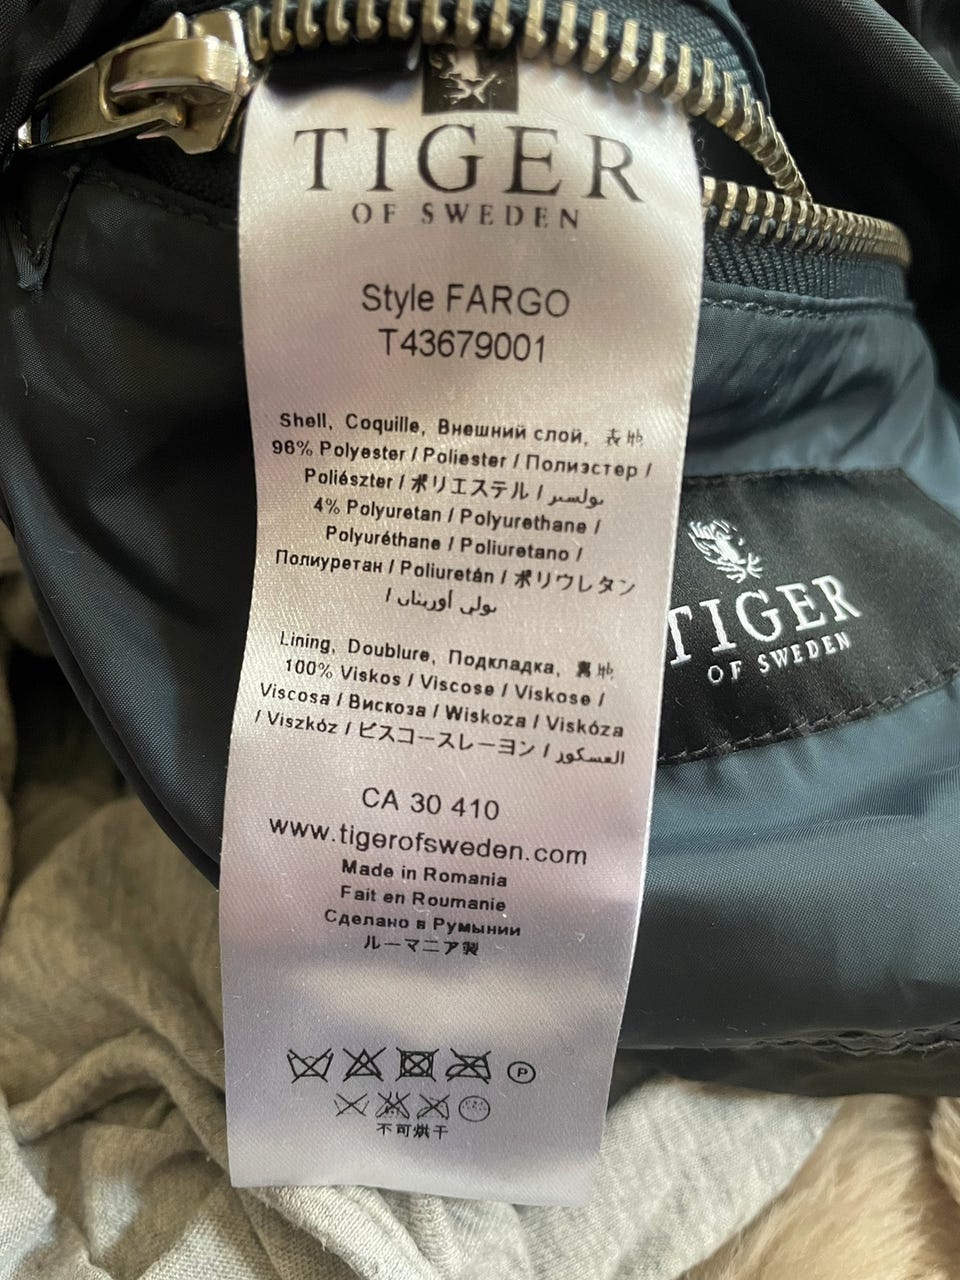 TIGER
OF SWEDEN
Style FARGO
T43679001
Shell, Coquille, Внешний слой, 表地
96% Polyester / Poliester / Полиэстер /
Poliészter / ポリエステル / بولستر
4% Polyuretan / Polyurethane /
Polyuréthane / Poliuretano /
Полиуретан / Poliuretán / ポリウレタン
/ بولي أوريثان
Lining, Doublure, Подкладка, 裏地
100% Viskos / Viscose / Viskose /
Viscosa / Вискоза / Wiskoza / Viskóza
/ Viszkóz / ビスコースレーヨン /
CA 30 410
www.tigerofsweden.com
Made in Romania
Fait en Roumanie
Сделано в Румынии
ルーマニア製
P
不可烘干
TIGER
OF SWEDEN